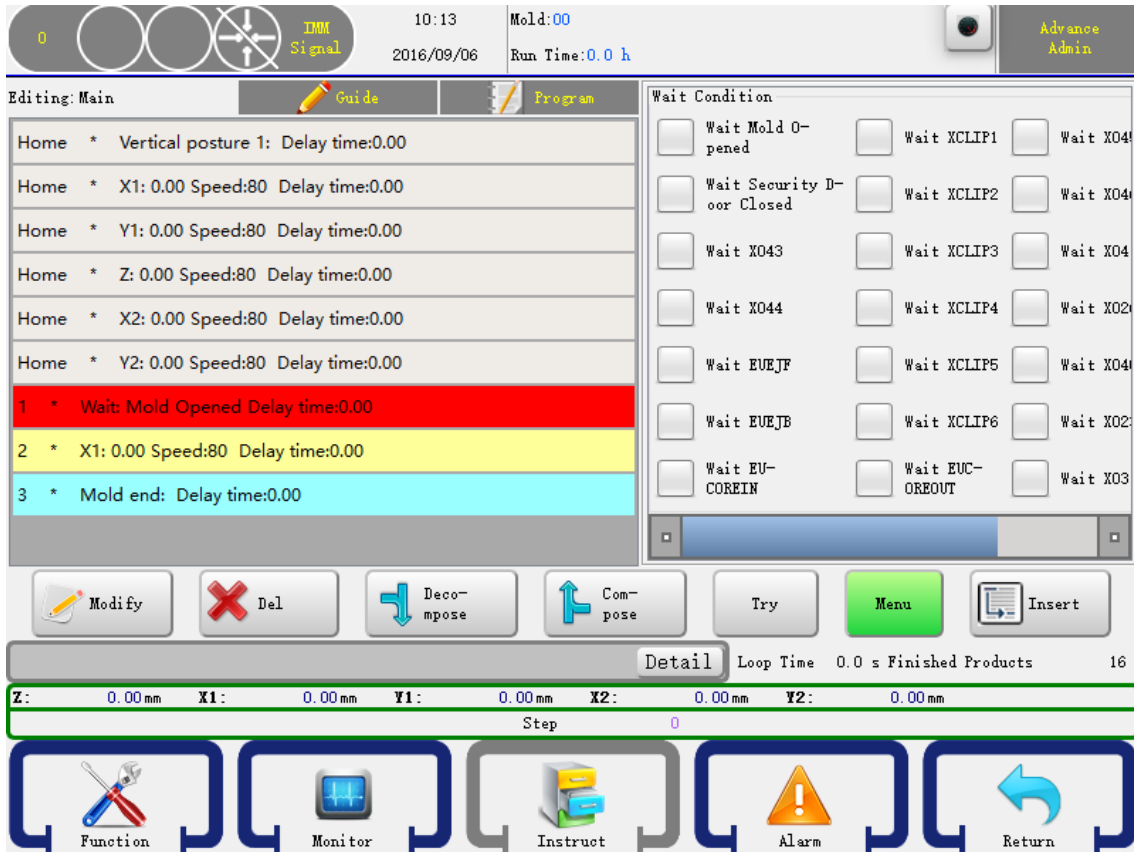 0
IMM
Signal
10:13
2016/09/06
Mold:00
Run Time:0.0 h
Advance
Admin
Editing:Main
Guide
Program
Home * Vertical posture 1: Delay time:0.00
Home * X1: 0.00 Speed:80 Delay time:0.00
Home * Y1: 0.00 Speed:80 Delay time:0.00
Home * Z: 0.00 Speed:80 Delay time:0.00
Home * X2: 0.00 Speed:80 Delay time:0.00
Home * Y2: 0.00 Speed:80 Delay time:0.00
1 * Wait: Mold Opened Delay time:0.00
2 * X1: 0.00 Speed:80 Delay time:0.00
3 * Mold end: Delay time:0.00
Wait Condition
Wait Mold O-
pened
Wait XCLIP1
Wait
Wait Security D-
oor Closed
Wait XCLIP2
Wait
Wait X043
Wait XCLIP3
Wait X04
Wait X044
Wait XCLIP4
Wait
Wait EUEJF
Wait XCLIP5
Wait
Wait EUEJB
Wait XCLIP6
Wait
Wait EU-
COREIN
Wait EUC-
OREOUT
Wait X03
Modify
Del
Deco-
mpose
Com-
pose
Try
Menu
Insert
Detail
Loop Time 0.0 s Finished Products 16
Z: 0.00 mm X1: 0.00 mm Y1: 0.00 mm X2: 0.00 mm Y2: 0.00 mm
Step 0
Function
Monitor
Instruct
Alarm
Return